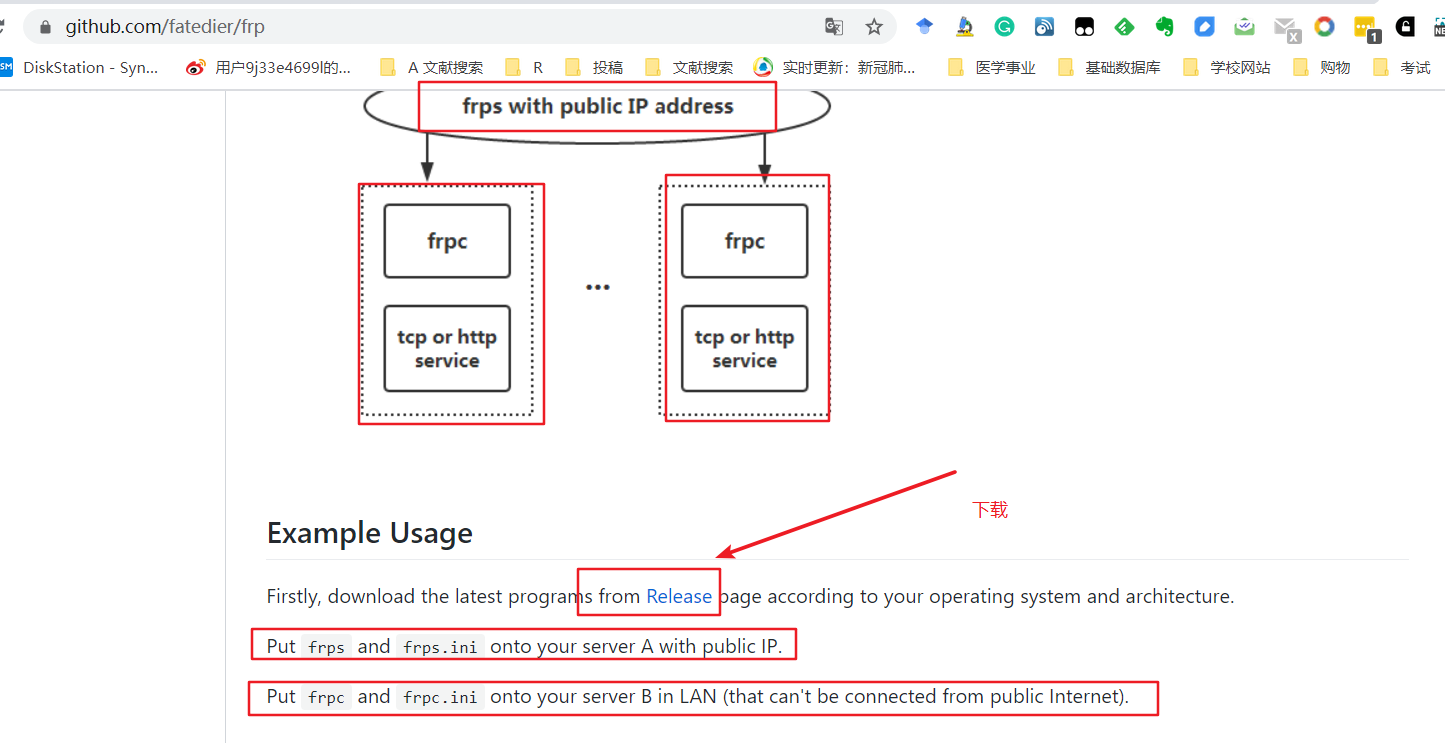 github.com/fatedier/frp
DiskStation - Syn...
用户9j33e4699l的...
A 文献搜索
R
投稿
文献搜索
实时更新：新冠肺...
医学事业
基础数据库
学校网站
购物
考试
frps with public IP address
frpc
frpc
...
tcp or http
service
tcp or http
service
下载
Example Usage
Firstly, download the latest programs from Release page according to your operating system and architecture.
Put frps and frps.ini onto your server A with public IP.
Put frpc and frpc.ini onto your server B in LAN (that can't be connected from public Internet).